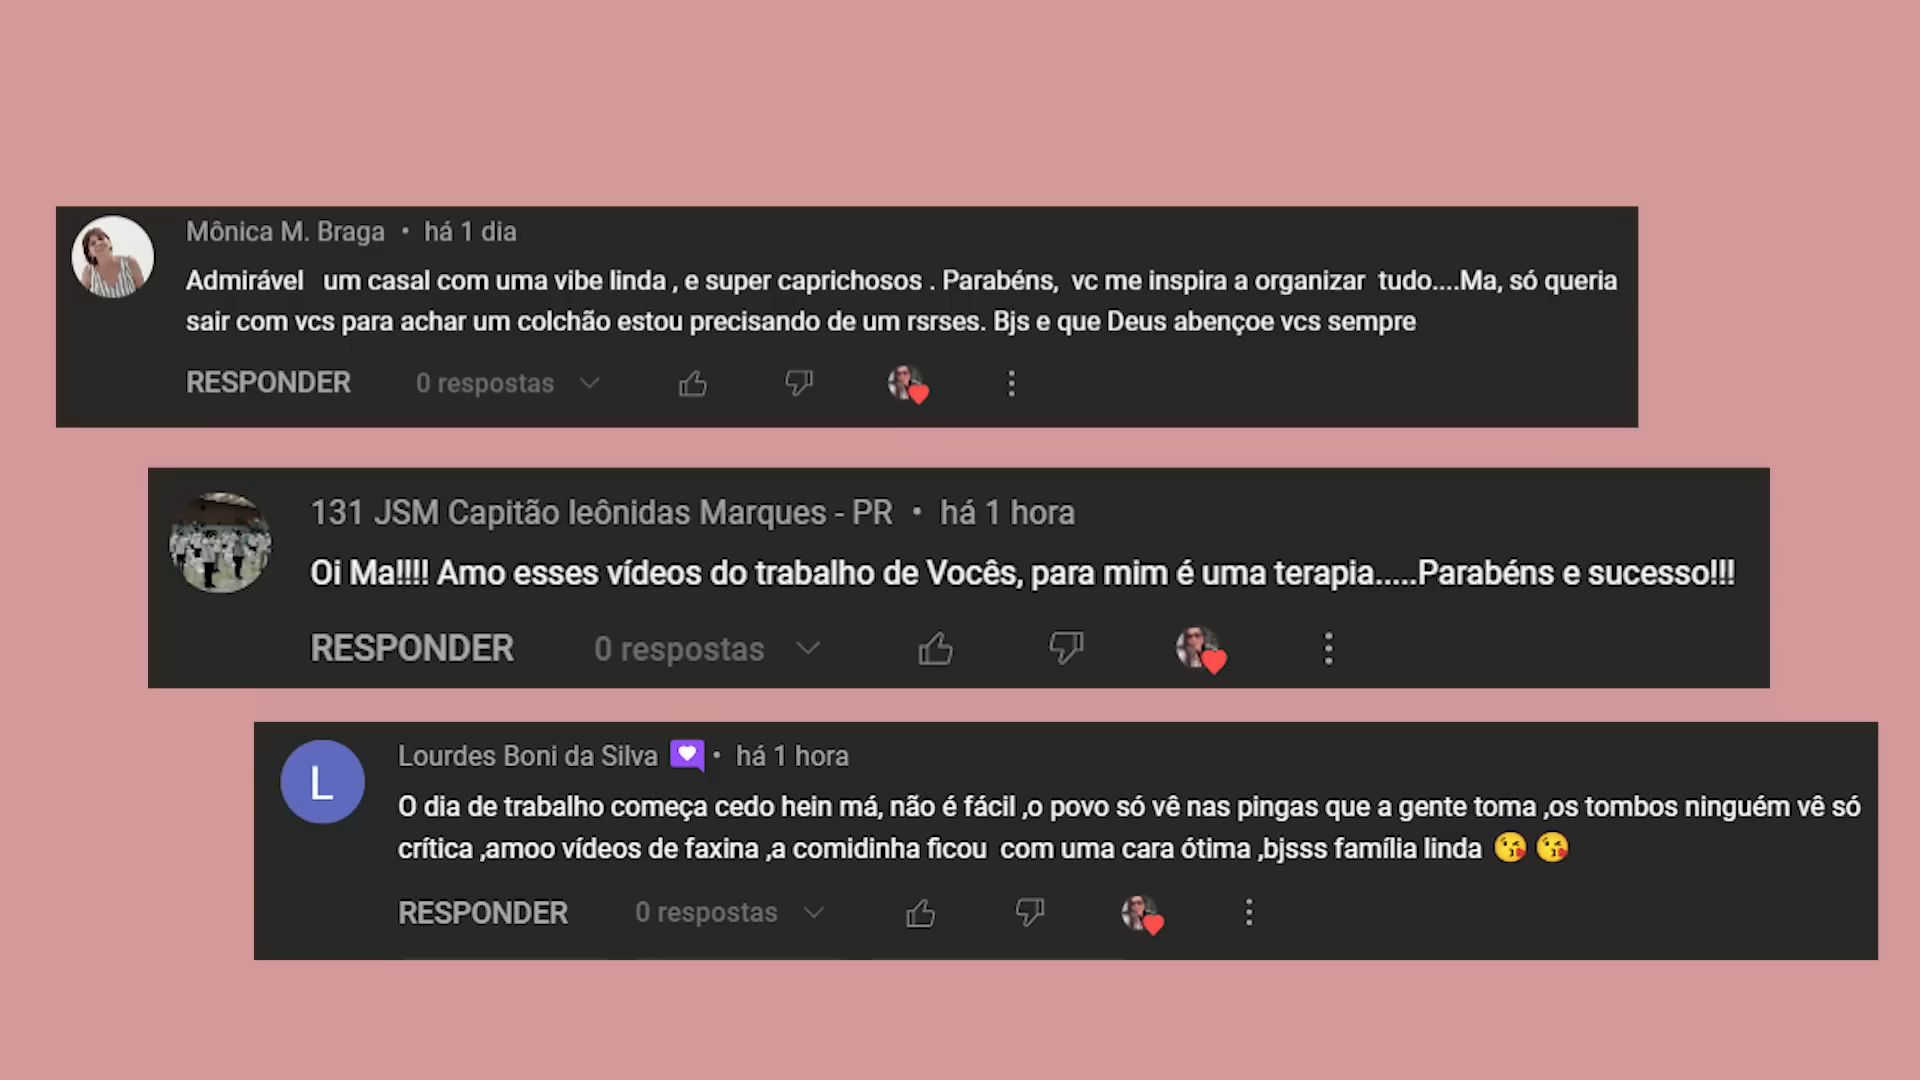 Mônica M. Braga • há 1 dia
Admirável um casal com uma vibe linda , e super caprichosos . Parabéns, vc me inspira a organizar tudo....Ma, só queria
sair com vcs para achar um colchão estou precisando de um rsrses. Bjs e que Deus abençoe vcs sempre
RESPONDER 0 respostas
131 JSM Capitão leônidas Marques - PR • há 1 hora
Oi Ma!!!! Amo esses vídeos do trabalho de Vocês, para mim é uma terapia.....Parabéns e sucesso!!!
RESPONDER 0 respostas
L
Lourdes Boni da Silva • há 1 hora
O dia de trabalho começa cedo hein má, não é fácil ,o povo só vê nas pingas que a gente toma ,os tombos ninguém vê só
crítica ,amoo vídeos de faxina ,a comidinha ficou com uma cara ótima ,bjsss família linda 😘 😘
RESPONDER 0 respostas